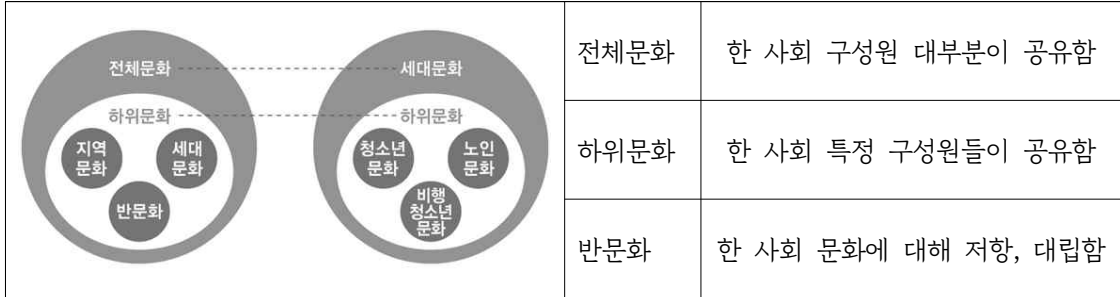 전체문화
세대문화
하위문화
하위문화
지역
문화
세대
문화
반문화
청소년
문화
노인
문화
비행
청소년
문화
전체문화
한 사회 구성원 대부분이 공유함
하위문화
한 사회 특정 구성원들이 공유함
반문화
한 사회 문화에 대해 저항, 대립함